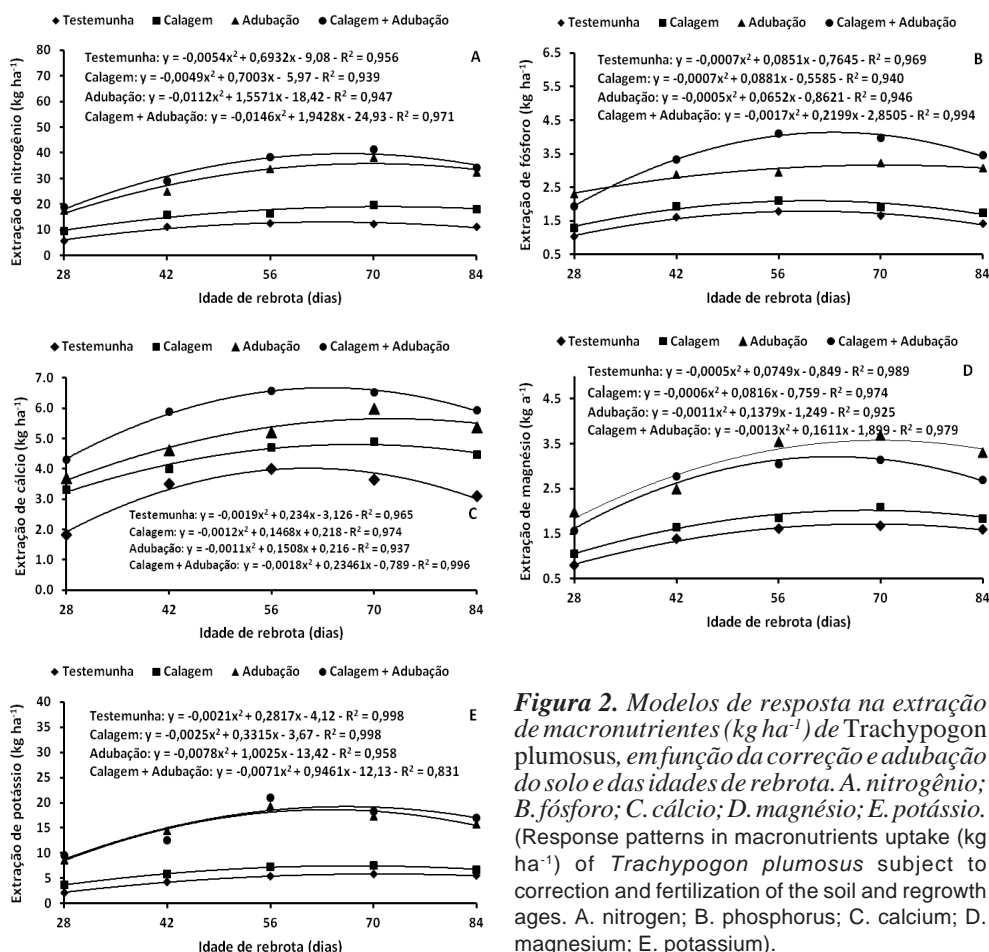 Testemunha Calagem Adubação Calagem + Adubação
A
Testemunha: y = -0,0054x² + 0,6932x - 9,08 - R² = 0,956
Calagem: y = -0,0049x² + 0,7003x - 5,97 - R² = 0,939
Adubação: y = -0,0112x² + 1,5571x - 18,42 - R² = 0,947
Calagem + Adubação: y = -0,0146x² + 1,9428x - 24,93 - R² = 0,971
Extração de nitrogênio (kg ha⁻¹)
80
70
60
50
40
30
20
10
0
28 42 56 70 84
Idade de rebrota (dias)
Testemunha Calagem Adubação Calagem + Adubação
B
Testemunha: y = -0,0007x² + 0,0851x - 0,7645 - R² = 0,969
Calagem: y = -0,0007x² + 0,0881x - 0,5585 - R² = 0,940
Adubação: y = -0,0005x² + 0,0652x - 0,8621 - R² = 0,946
Calagem + Adubação: y = -0,0017x² + 0,2199x - 2,8505 - R² = 0,994
Extração de fósforo (kg ha⁻¹)
6.5
5.5
4.5
3.5
2.5
1.5
0.5
28 42 56 70 84
Idade de rebrota (dias)
Testemunha Calagem Adubação Calagem + Adubação
Extração de cálcio (kg ha⁻¹)
7.0
6.0
5.0
4.0
3.0
2.0
1.0
0.0
C
Testemunha: y = -0,0019x² + 0,234x - 3,126 - R² = 0,965
Calagem: y = -0,0012x² + 0,1468x + 0,218 - R² = 0,974
Adubação: y = -0,0011x² + 0,1508x + 0,216 - R² = 0,937
Calagem + Adubação: y = -0,0018x² + 0,23461x - 0,789 - R² = 0,996
28 42 56 70 84
Idade de rebrota (dias)
Testemunha Calagem Adubação Calagem + Adubação
D
Testemunha: y = -0,0005x² + 0,0749x - 0,849 - R² = 0,989
Calagem: y = -0,0006x² + 0,0816x - 0,759 - R² = 0,974
Adubação: y = -0,0011x² + 0,1379x - 1,249 - R² = 0,925
Calagem + Adubação: y = -0,0013x² + 0,1611x - 1,899 - R² = 0,979
Extração de magnésio (kg ha⁻¹)
4.5
3.5
2.5
1.5
0.5
28 42 56 70 84
Idade de rebrota (dias)
Testemunha Calagem Adubação Calagem + Adubação
E
Testemunha: y = -0,0021x² + 0,2817x - 4,12 - R² = 0,998
Calagem: y = -0,0025x² + 0,3315x - 3,67 - R² = 0,998
Adubação: y = -0,0078x² + 1,0025x - 13,42 - R² = 0,958
Calagem + Adubação: y = -0,0071x² + 0,9461x - 12,13 - R² = 0,831
Extração de potássio (kg ha⁻¹)
40
35
30
25
20
15
10
5
0
28 42 56 70 84
Idade de rebrota (dias)
Figura 2. Modelos de resposta na extração
de macronutrientes (kg ha⁻¹) de Trachypogon
plumosus, em função da correção e adubação
do solo e das idades de rebrota. A. nitrogênio;
B. fósforo; C. cálcio; D. magnésio; E. potássio.
(Response patterns in macronutrients uptake (kg
ha⁻¹) of Trachypogon plumosus subject to
correction and fertilization of the soil and regrowth
ages. A. nitrogen; B. phosphorus; C. calcium; D.
magnesium; E. potassium).